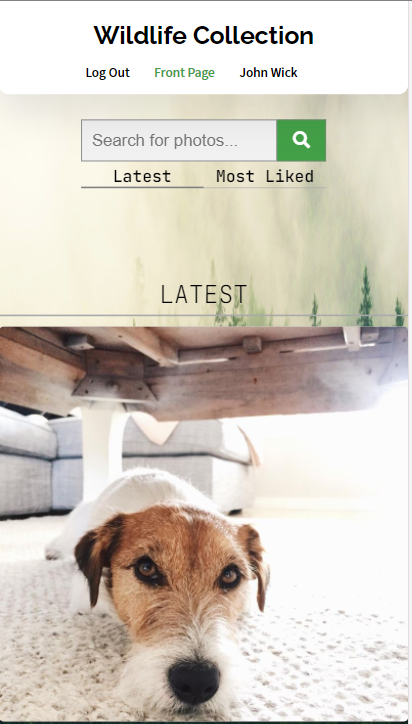 Wildlife Collection
Log Out Front Page John Wick
Search for photos...
Latest Most Liked
LATEST